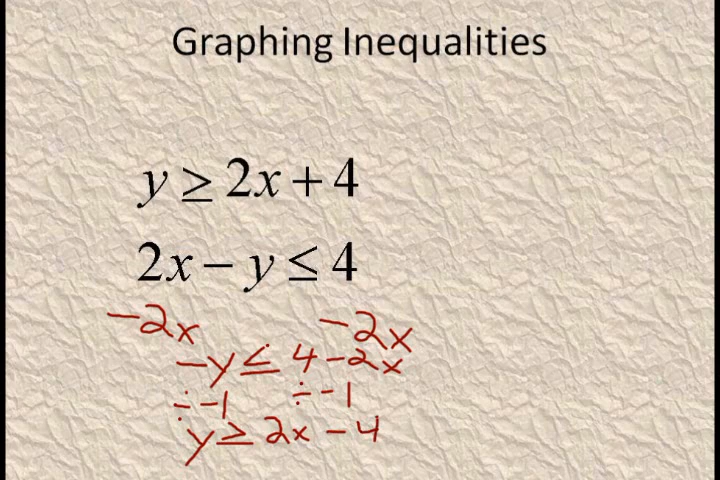 Graphing Inequalities
y ≥ 2x + 4
2x − y ≤ 4
−2x −2x
−y ≤ 4 − 2x
÷ −1 ÷ −1
y ≥ 2x − 4